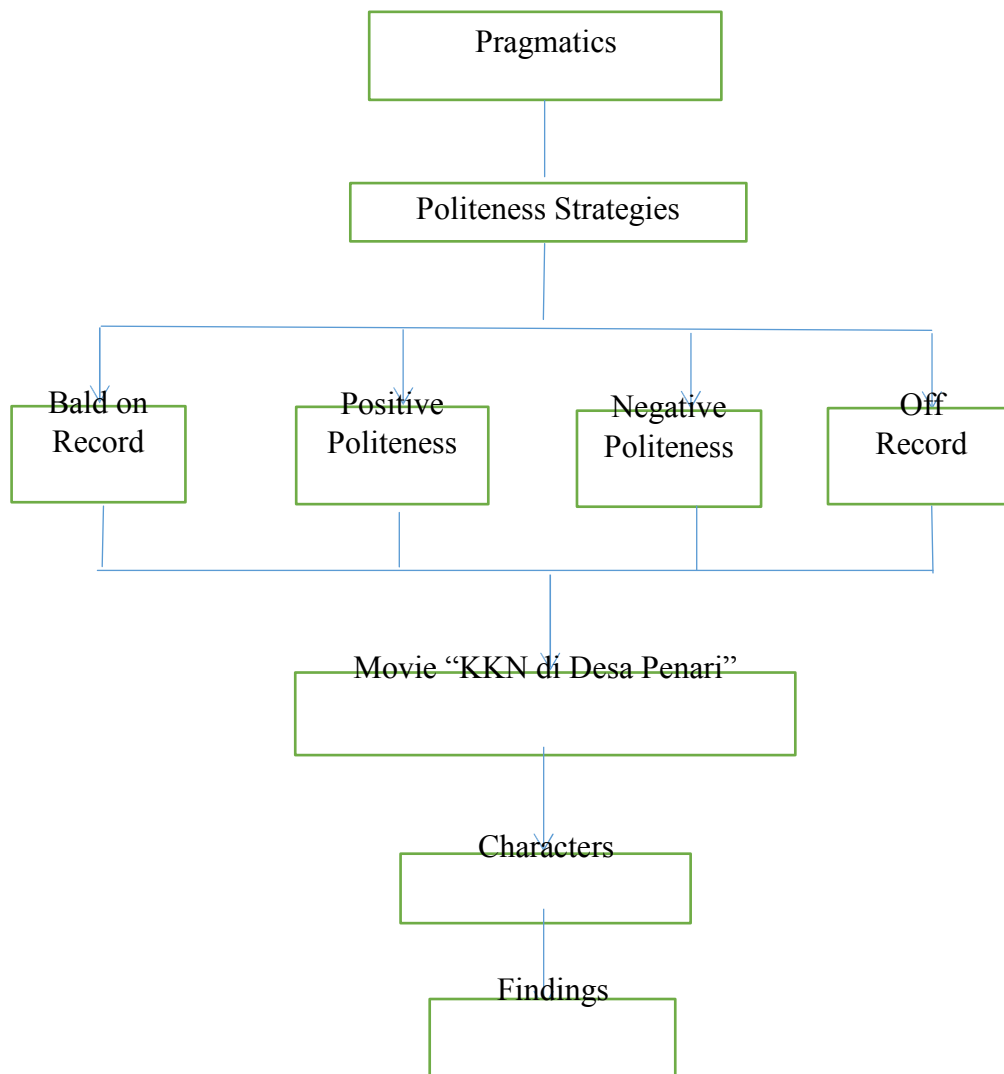 Pragmatics
Politeness Strategies
Bald on
Record
Positive
Politeness
Negative
Politeness
Off
Record
Movie “KKN di Desa Penari”
Characters
Findings